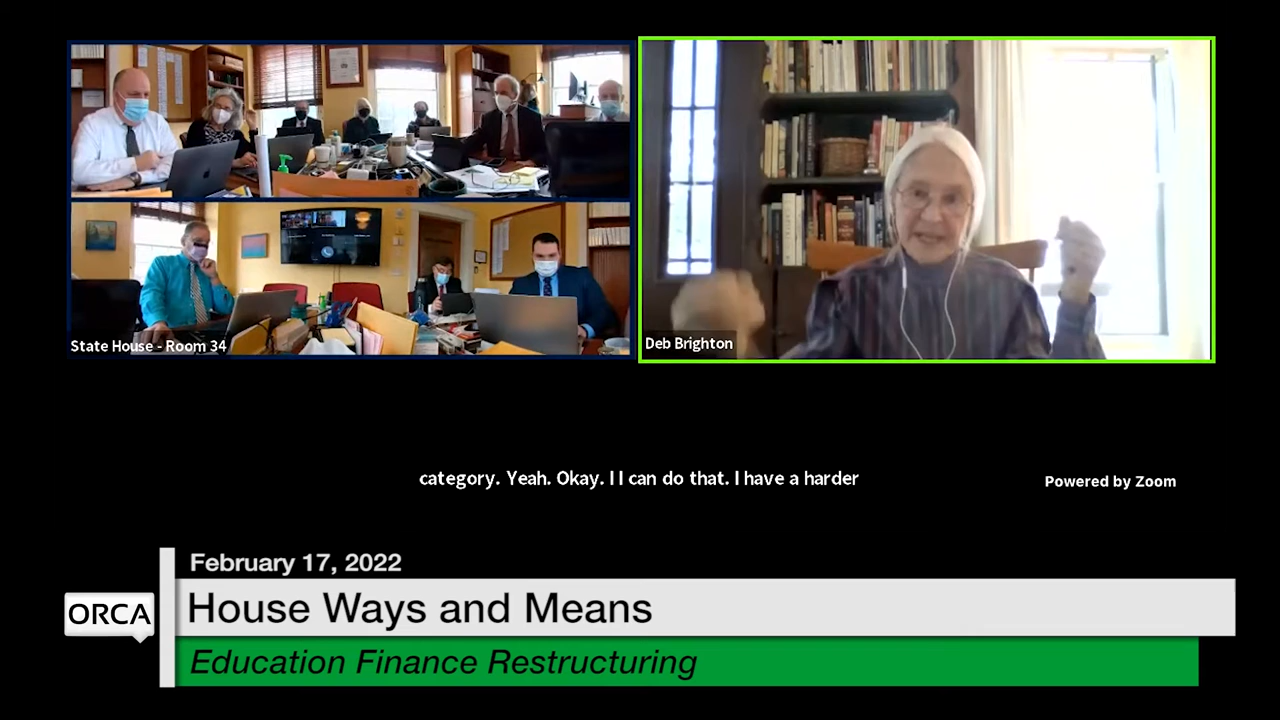 State House - Room 34
Deb Brighton
category. Yeah. Okay. I I can do that. I have a harder
Powered by Zoom
February 17, 2022
ORCA
House Ways and Means
Education Finance Restructuring